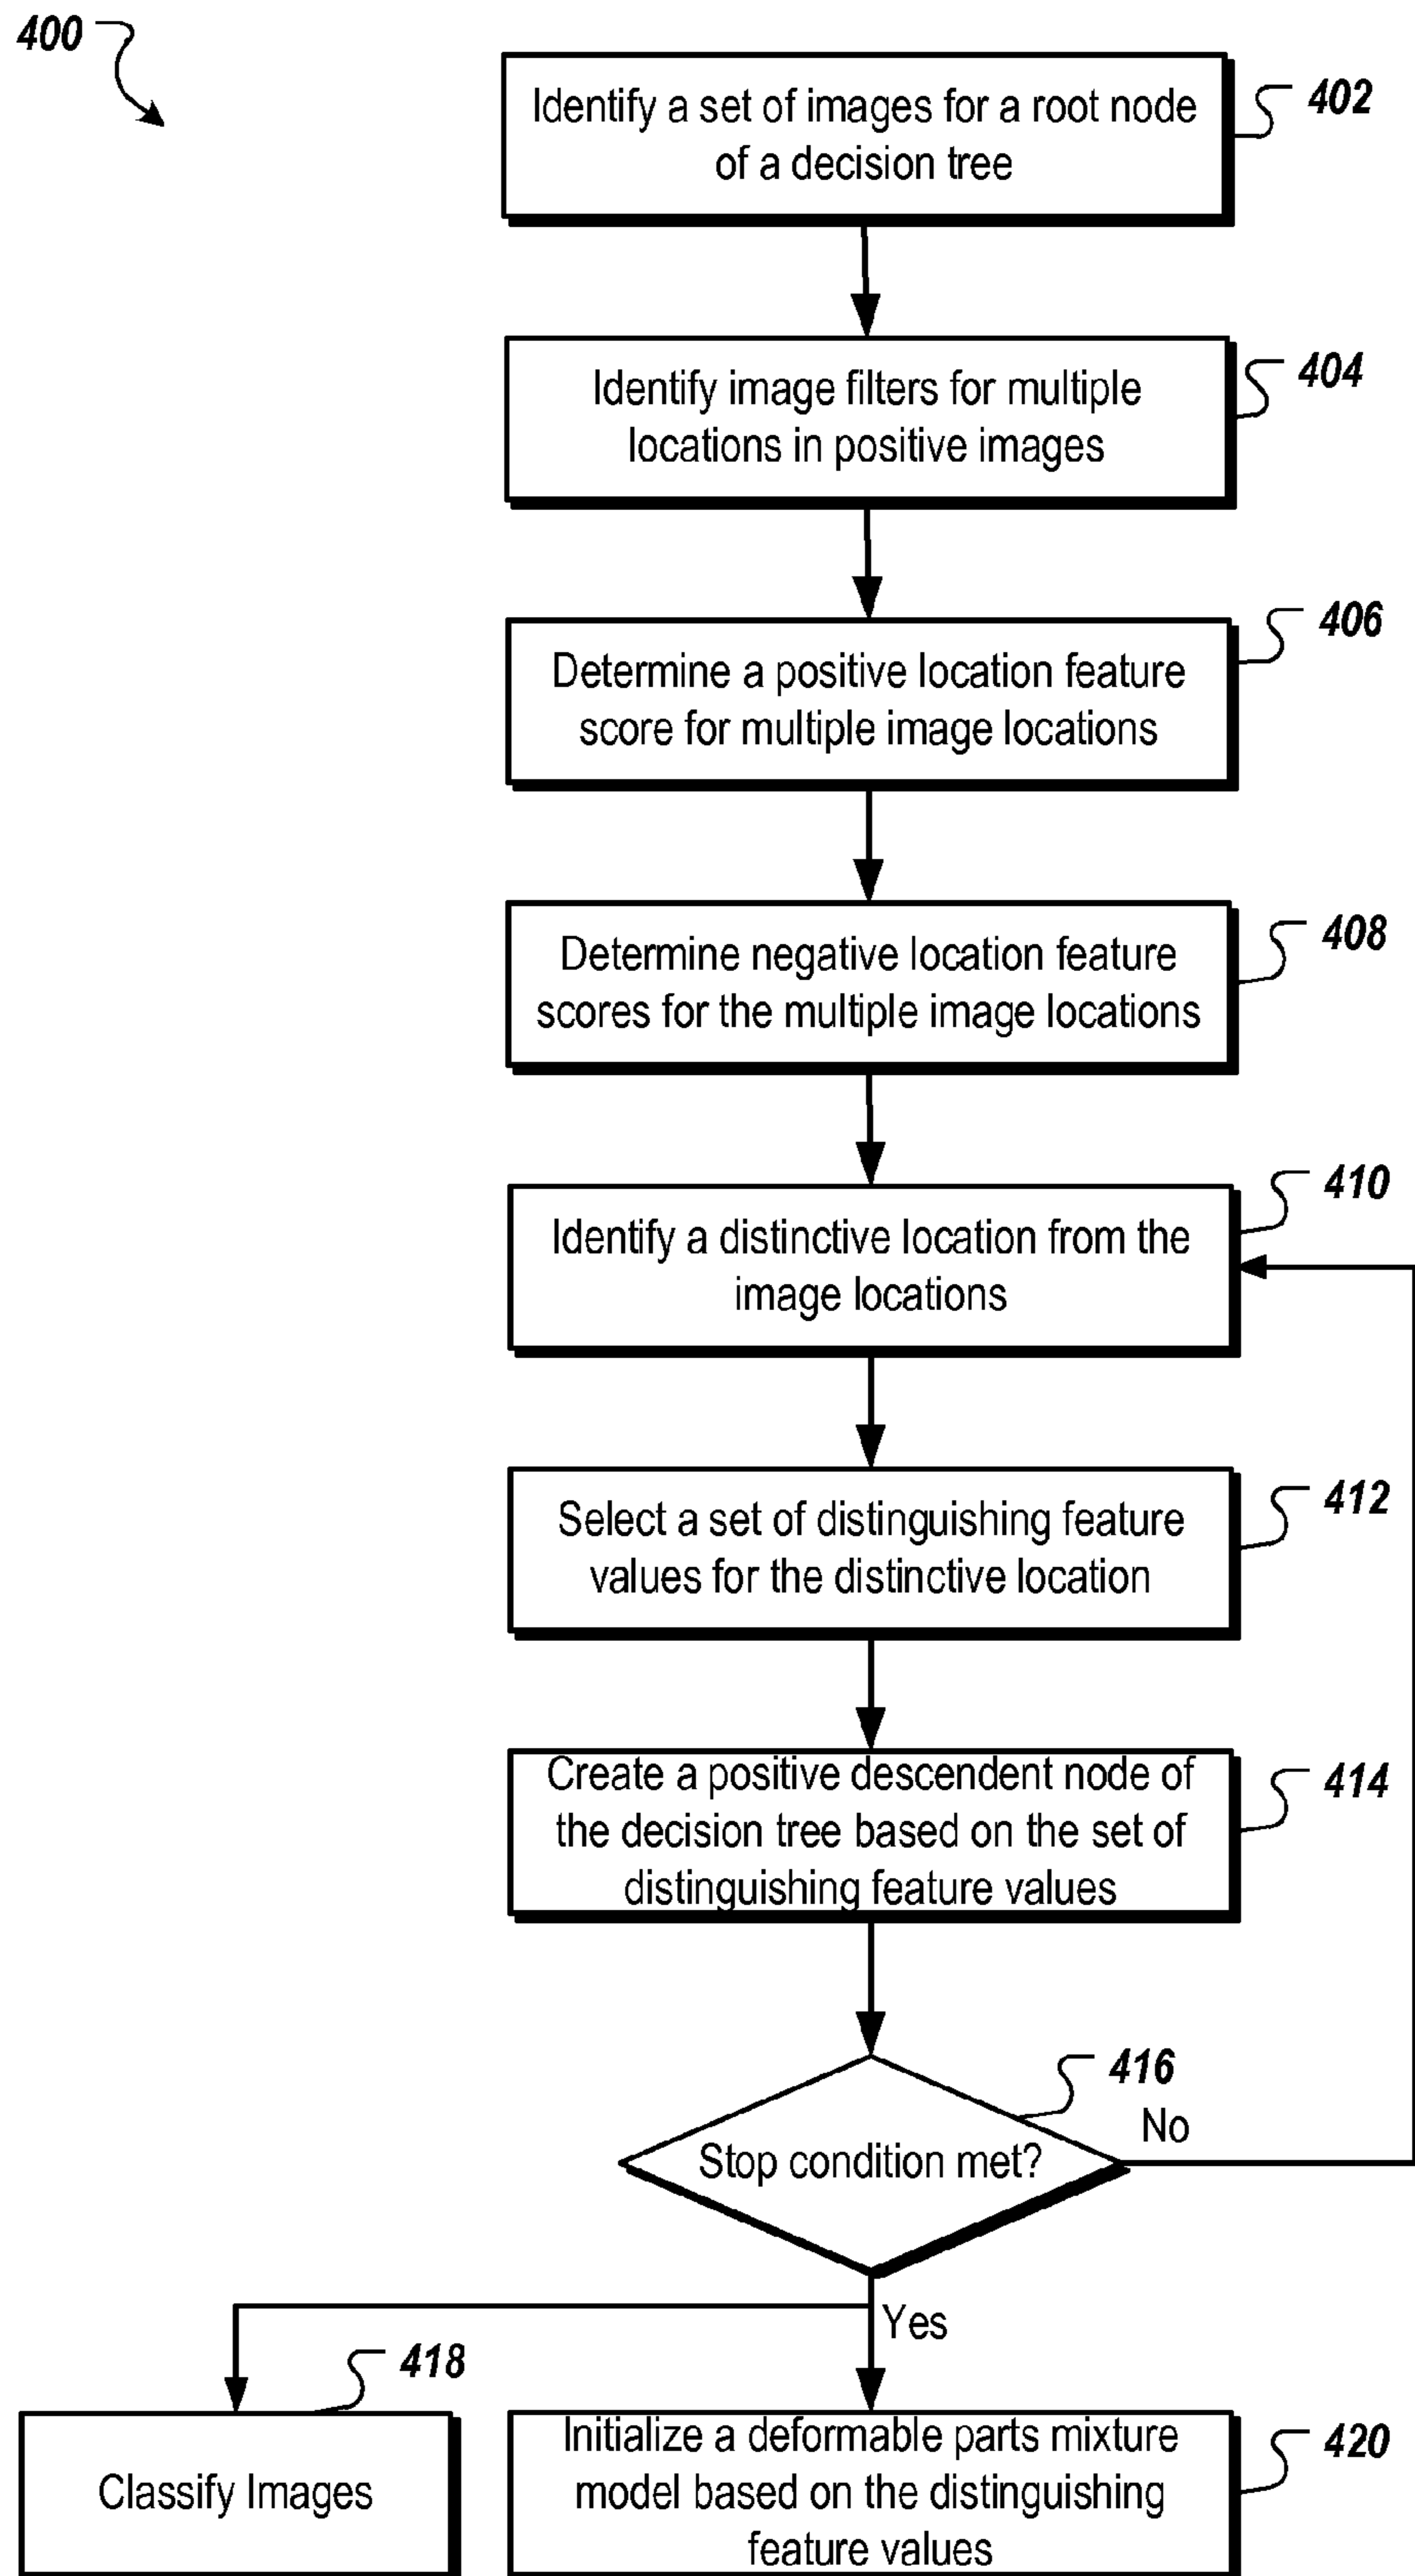 400
Identify a set of images for a root node
of a decision tree
402
Identify image filters for multiple
locations in positive images
404
Determine a positive location feature
score for multiple image locations
406
Determine negative location feature
scores for the multiple image locations
408
Identify a distinctive location from the
image locations
410
Select a set of distinguishing feature
values for the distinctive location
412
Create a positive descendent node of
the decision tree based on the set of
distinguishing feature values
414
Stop condition met?
416
No
Yes
Classify Images
418
Initialize a deformable parts mixture
model based on the distinguishing
feature values
420